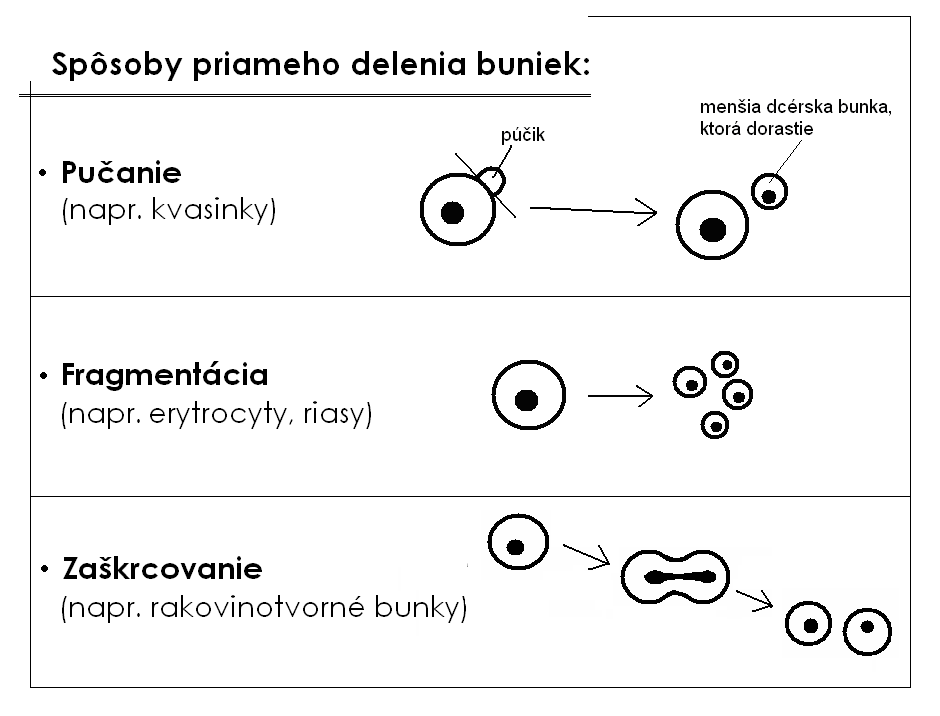 Spôsoby priameho delenia buniek:
menšia dcérska bunka,
ktorá dorastie
púčik
• Pučanie
(napr. kvasinky)
• Fragmentácia
(napr. erytrocyty, riasy)
• Zaškrcovanie
(napr. rakovinotvorné bunky)